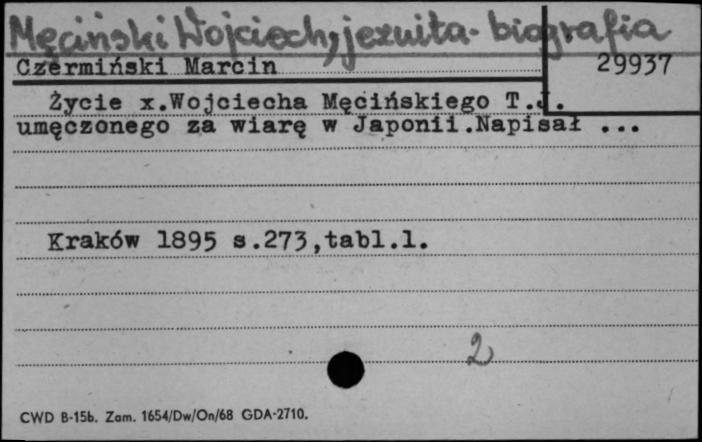 Męciński Wojciech, jezuita - biografia
Czermiński Marcin 29937
Życie x.Wojciecha Męcińskiego T.J.
umęczonego za wiarę w Japonii.Napisał ...
Kraków 1895 s.273,tabl.1.
2
CWD B-15b. Zam. 1654/Dw/On/68 GDA-2710.